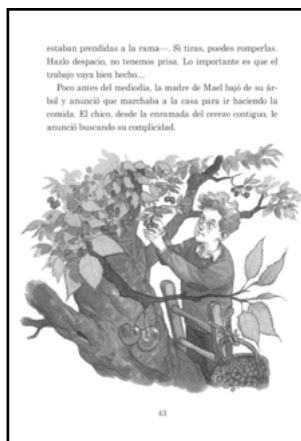 estaban prendidas a la rama—. Si tiras, puedes romperlas.
Hazlo despacio, no tenemos prisa. Lo importante es que el
trabajo vaya bien hecho...
Poco antes del mediodía, la madre de Mael bajó de su ár-
bol y anunció que marchaba a la casa para ir haciendo la
comida. El chico, desde la enramada del cerezo contiguo, le
anunció buscando su complicidad.
63